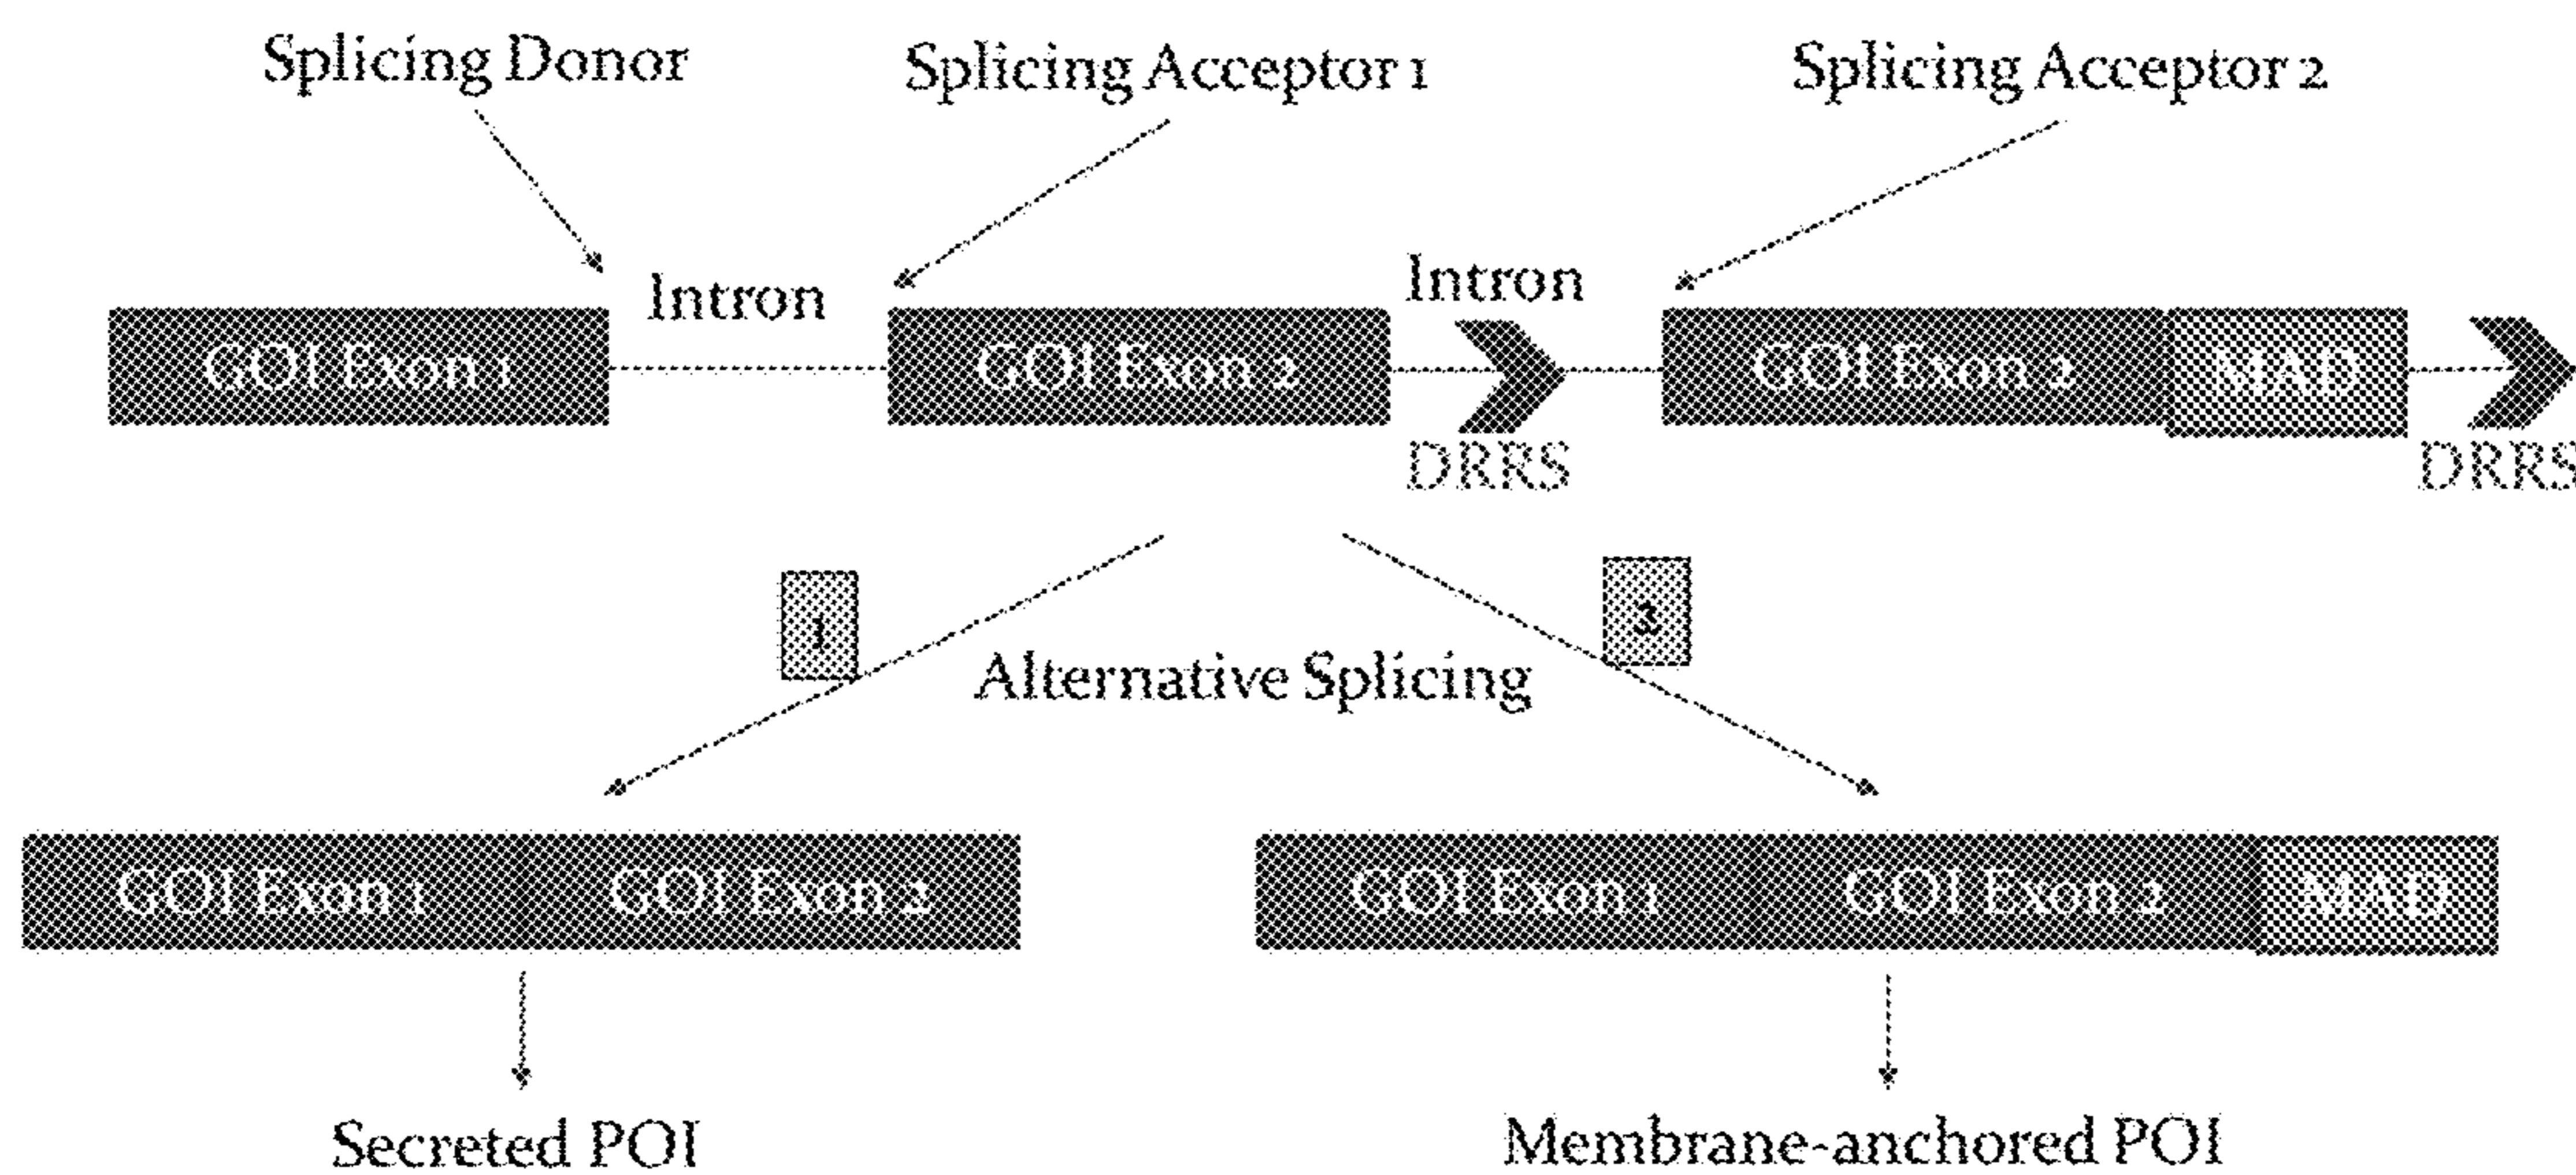 Splicing Donor
Splicing Acceptor 1
Splicing Acceptor 2
Intron
Intron
GOI Exon 1
GOI Exon 2
GOI Exon 2
MAD
DRRS
DRRS
1
2
Alternative Splicing
GOI Exon 1
GOI Exon 2
GOI Exon 1
GOI Exon 2
MAD
Secreted POI
Membrane-anchored POI